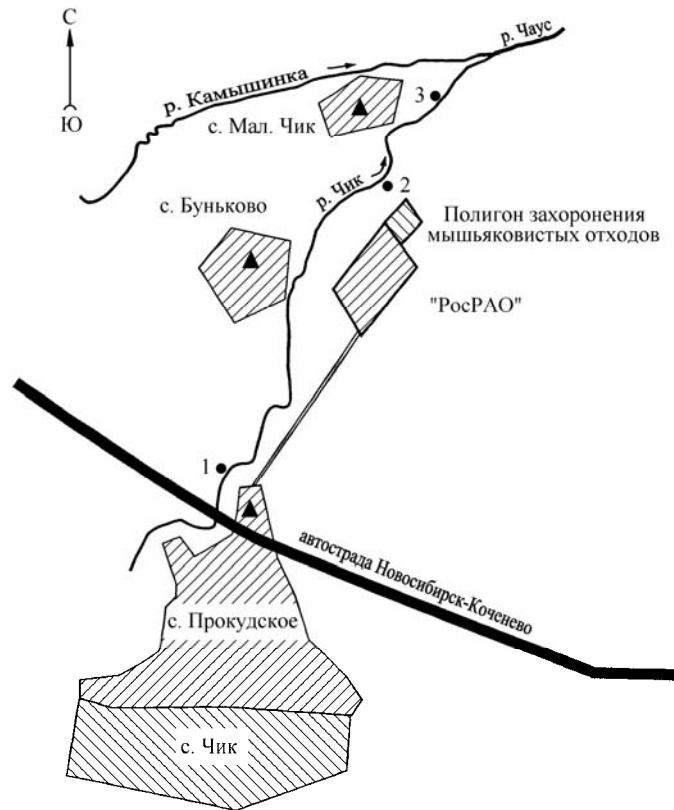 С
Ю
р. Чаус
р. Камышинка
3
с. Мал. Чик
р. Чик
2
с. Буньково
Полигон захоронения
мышьяковистых отходов
"РосРАО"
1
автострада Новосибирск-Коченево
с. Прокудское
с. Чик